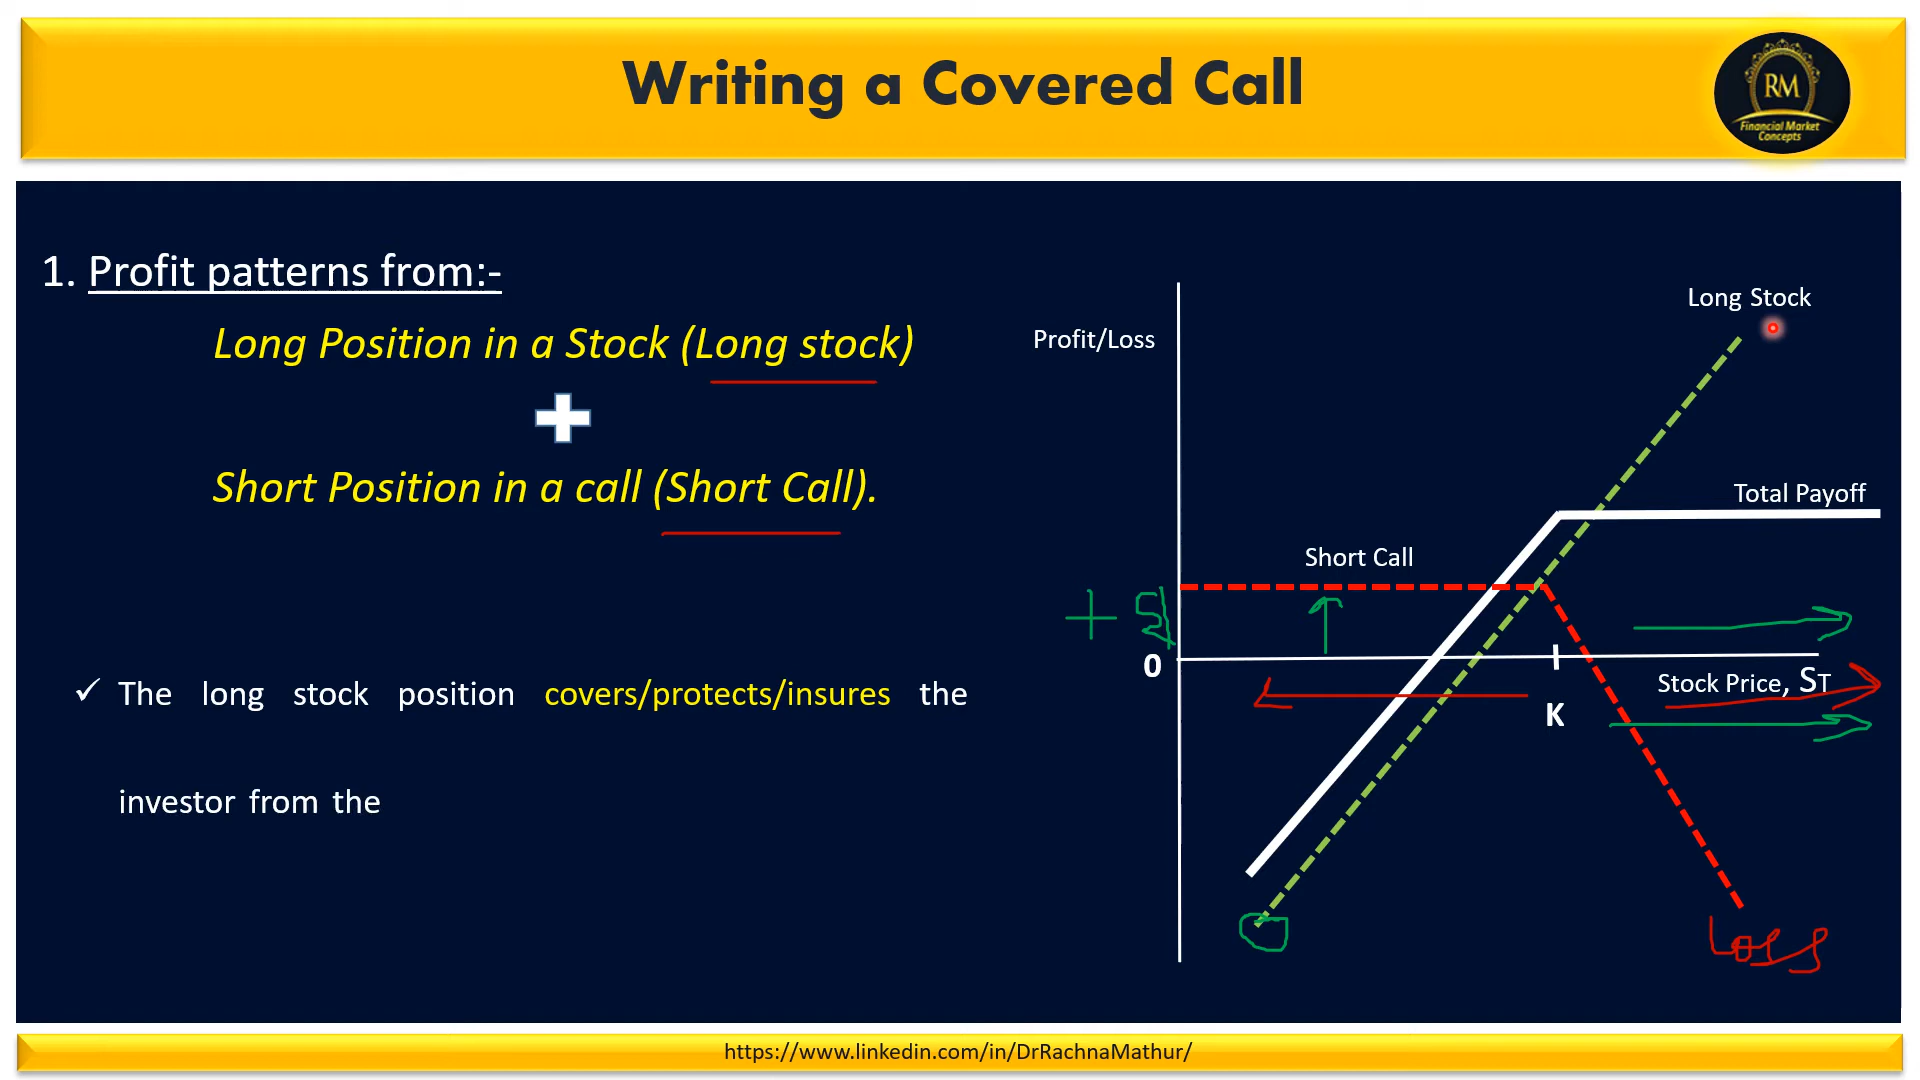 Writing a Covered Call
RM
Financial Market
Concepts
1. Profit patterns from:-
Long Position in a Stock (Long stock)
Short Position in a call (Short Call).
✓ The long stock position covers/protects/insures the
investor from the
Long Stock
Profit/Loss
Total Payoff
Short Call
+ 5
0
Stock Price, ST
K
Loss
https://www.linkedin.com/in/DrRachnaMathur/